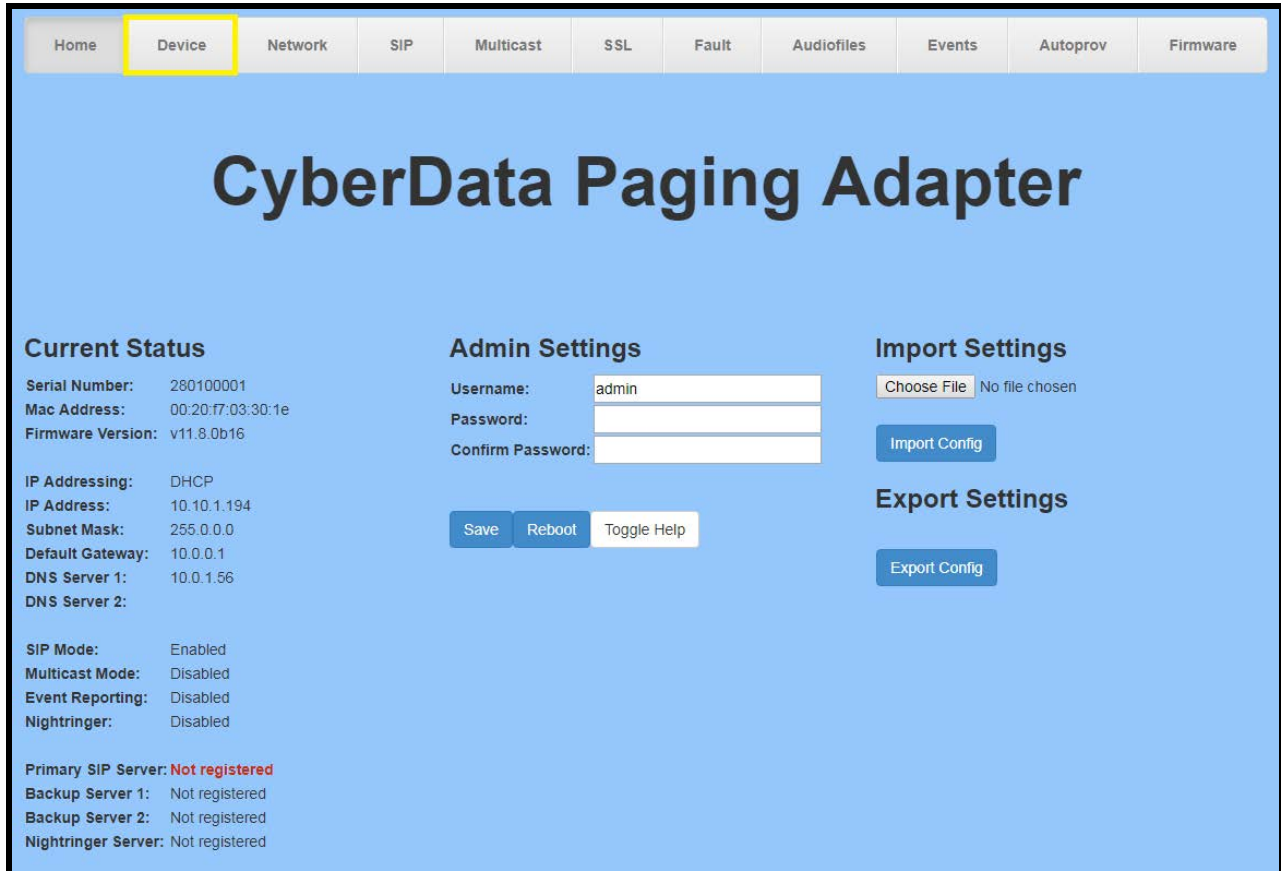 Home Device Network SIP Multicast SSL Fault Audiofiles Events Autoprov Firmware
CyberData Paging Adapter
Current Status
Serial Number: 280100001
Mac Address: 00:20:f7:03:30:1e
Firmware Version: v11.8.0b16
IP Addressing: DHCP
IP Address: 10.10.1.194
Subnet Mask: 255.0.0.0
Default Gateway: 10.0.0.1
DNS Server 1: 10.0.1.56
DNS Server 2:
SIP Mode: Enabled
Multicast Mode: Disabled
Event Reporting: Disabled
Nightringer: Disabled
Primary SIP Server: Not registered
Backup Server 1: Not registered
Backup Server 2: Not registered
Nightringer Server: Not registered
Admin Settings
Username: admin
Password:
Confirm Password:
Save Reboot Toggle Help
Import Settings
Choose File No file chosen
Import Config
Export Settings
Export Config